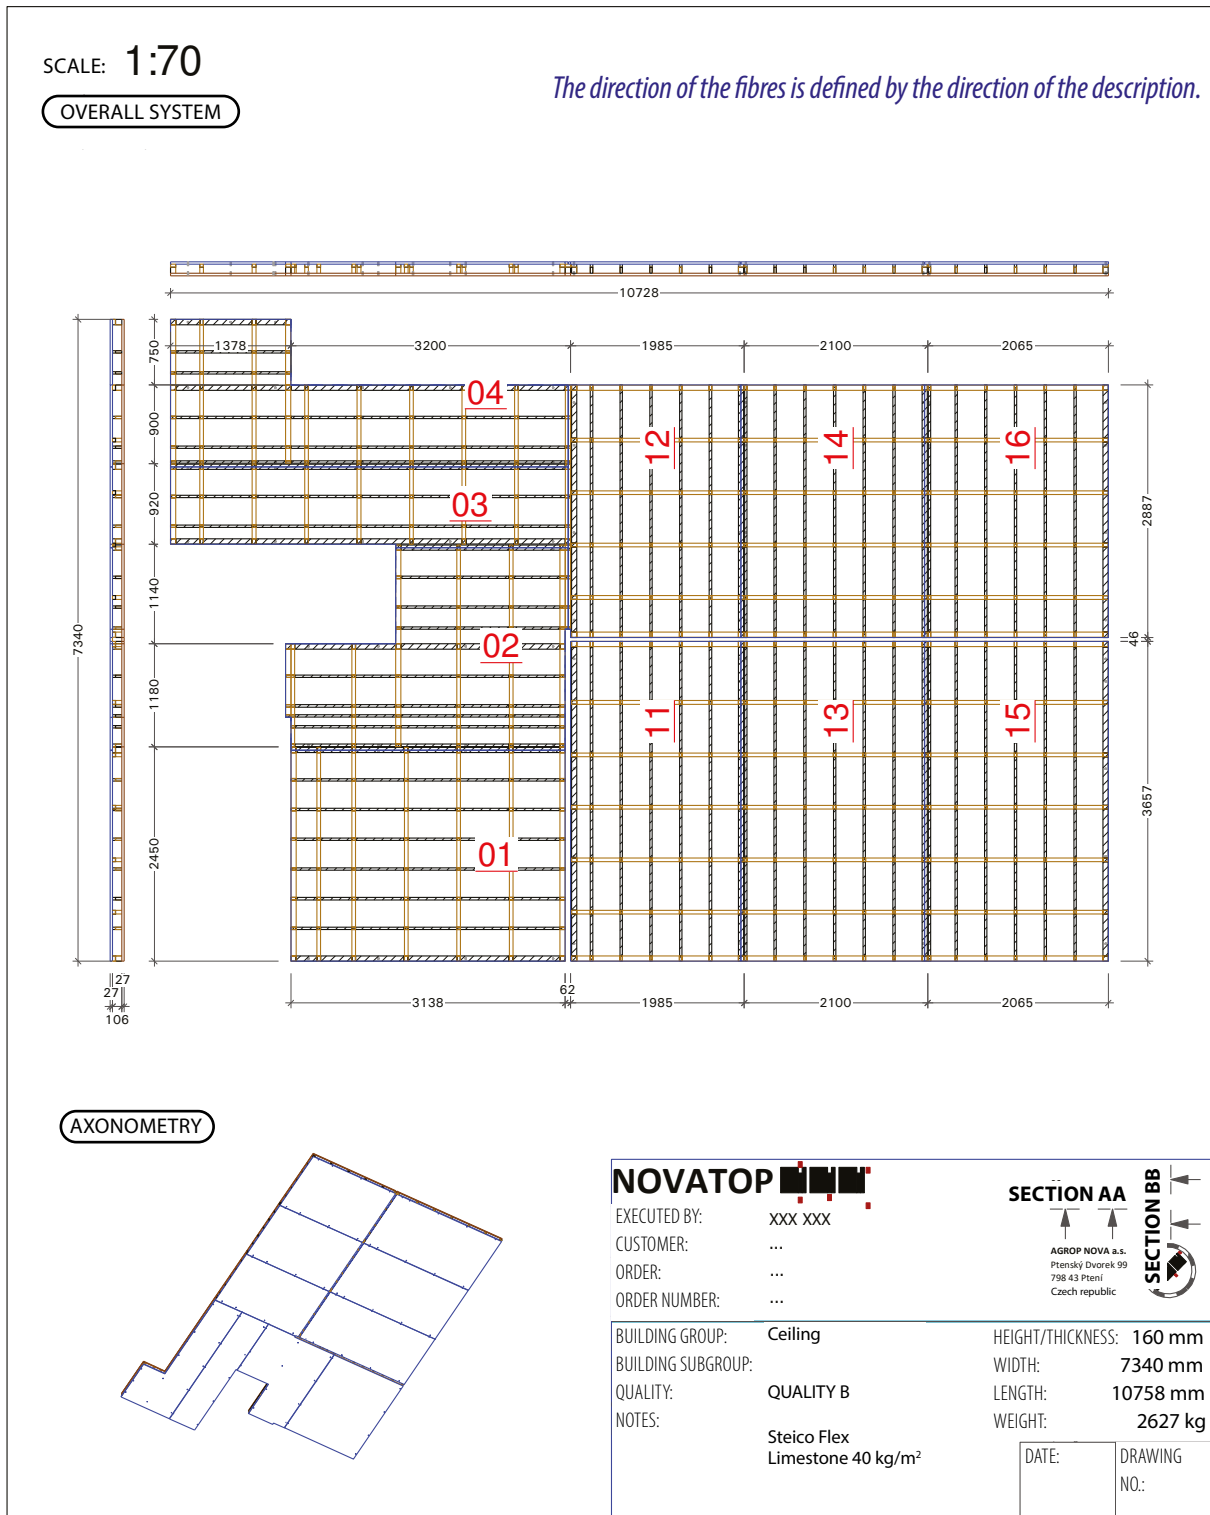 SCALE: 1:70
The direction of the fibres is defined by the direction of the description.
OVERALL SYSTEM
10728
1378
3200
1985
2100
2065
750
900
920
1140
1180
2450
7340
04
03
02
01
12
14
16
11
13
15
2887
46
3657
27
27
106
3138
62
1985
2100
2065
AXONOMETRY
NOVATOP
SECTION AA
SECTION BB
EXECUTED BY: XXX XXX
CUSTOMER: ...
ORDER: ...
ORDER NUMBER: ...
AGROP NOVA a.s.
Ptenský Dvorek 99
798 43 Ptení
Czech republic
BUILDING GROUP: Ceiling
BUILDING SUBGROUP:
QUALITY: QUALITY B
NOTES:
Steico Flex
Limestone 40 kg/m²
HEIGHT/THICKNESS: 160 mm
WIDTH: 7340 mm
LENGTH: 10758 mm
WEIGHT: 2627 kg
DATE:
DRAWING
NO.: